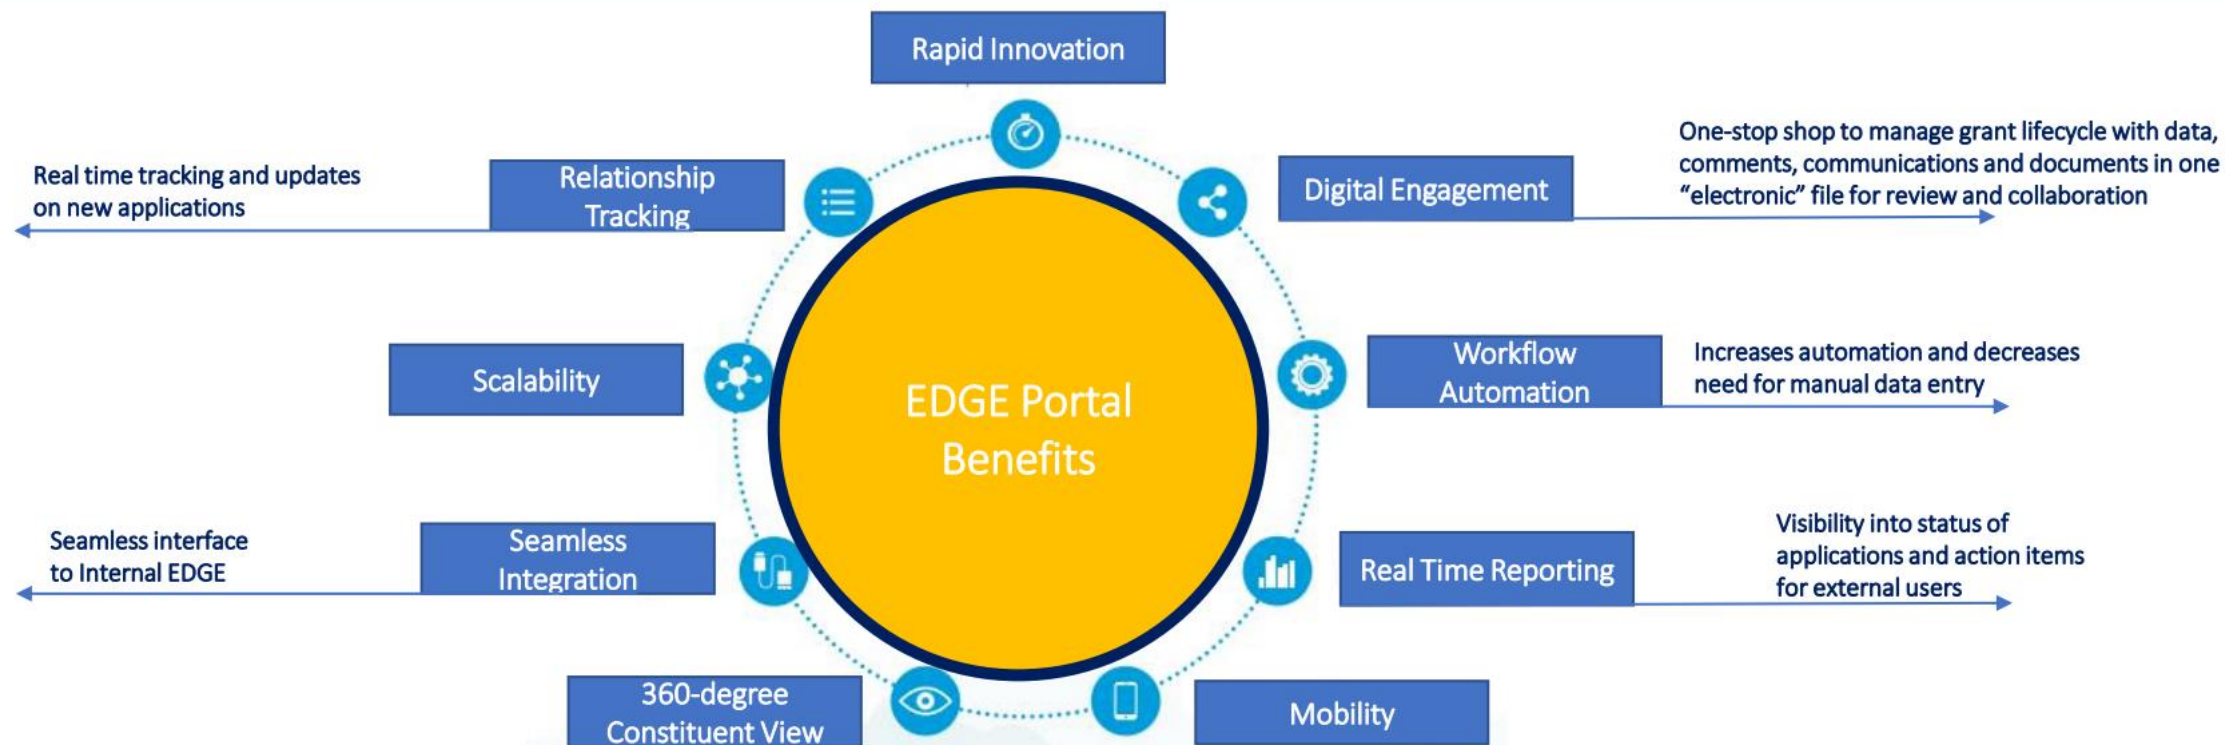 Rapid Innovation
Real time tracking and updates
on new applications
Relationship
Tracking
Digital Engagement
One-stop shop to manage grant lifecycle with data,
comments, communications and documents in one
“electronic” file for review and collaboration
Scalability
EDGE Portal
Benefits
Workflow
Automation
Increases automation and decreases
need for manual data entry
Seamless interface
to Internal EDGE
Seamless
Integration
Real Time Reporting
Visibility into status of
applications and action items
for external users
360-degree
Constituent View
Mobility